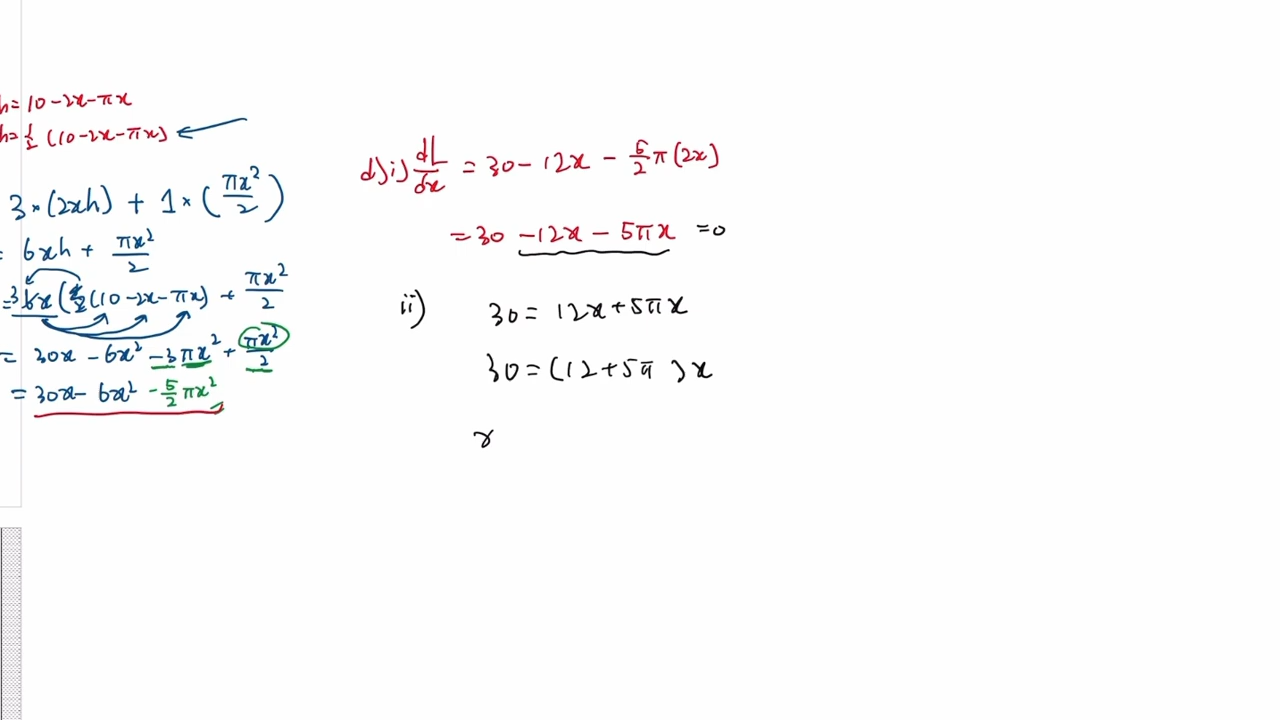 h = 10 - 2x - πx
h = 1/2 (10 - 2x - πx)
3 × (2xh) + 1 × (πx²/2)
= 6xh + πx²/2
= 3 6x (1/2 (10 - 2x - πx) + πx²/2
= 30x - 6x² - 3πx² + πx²/2
= 30x - 6x² - 5/2 πx²
d) i) dL/dx = 30 - 12x - 5/2 π(2x)
= 30 - 12x - 5πx = 0
ii) 30 = 12x + 5πx
30 = (12 + 5π)x
x